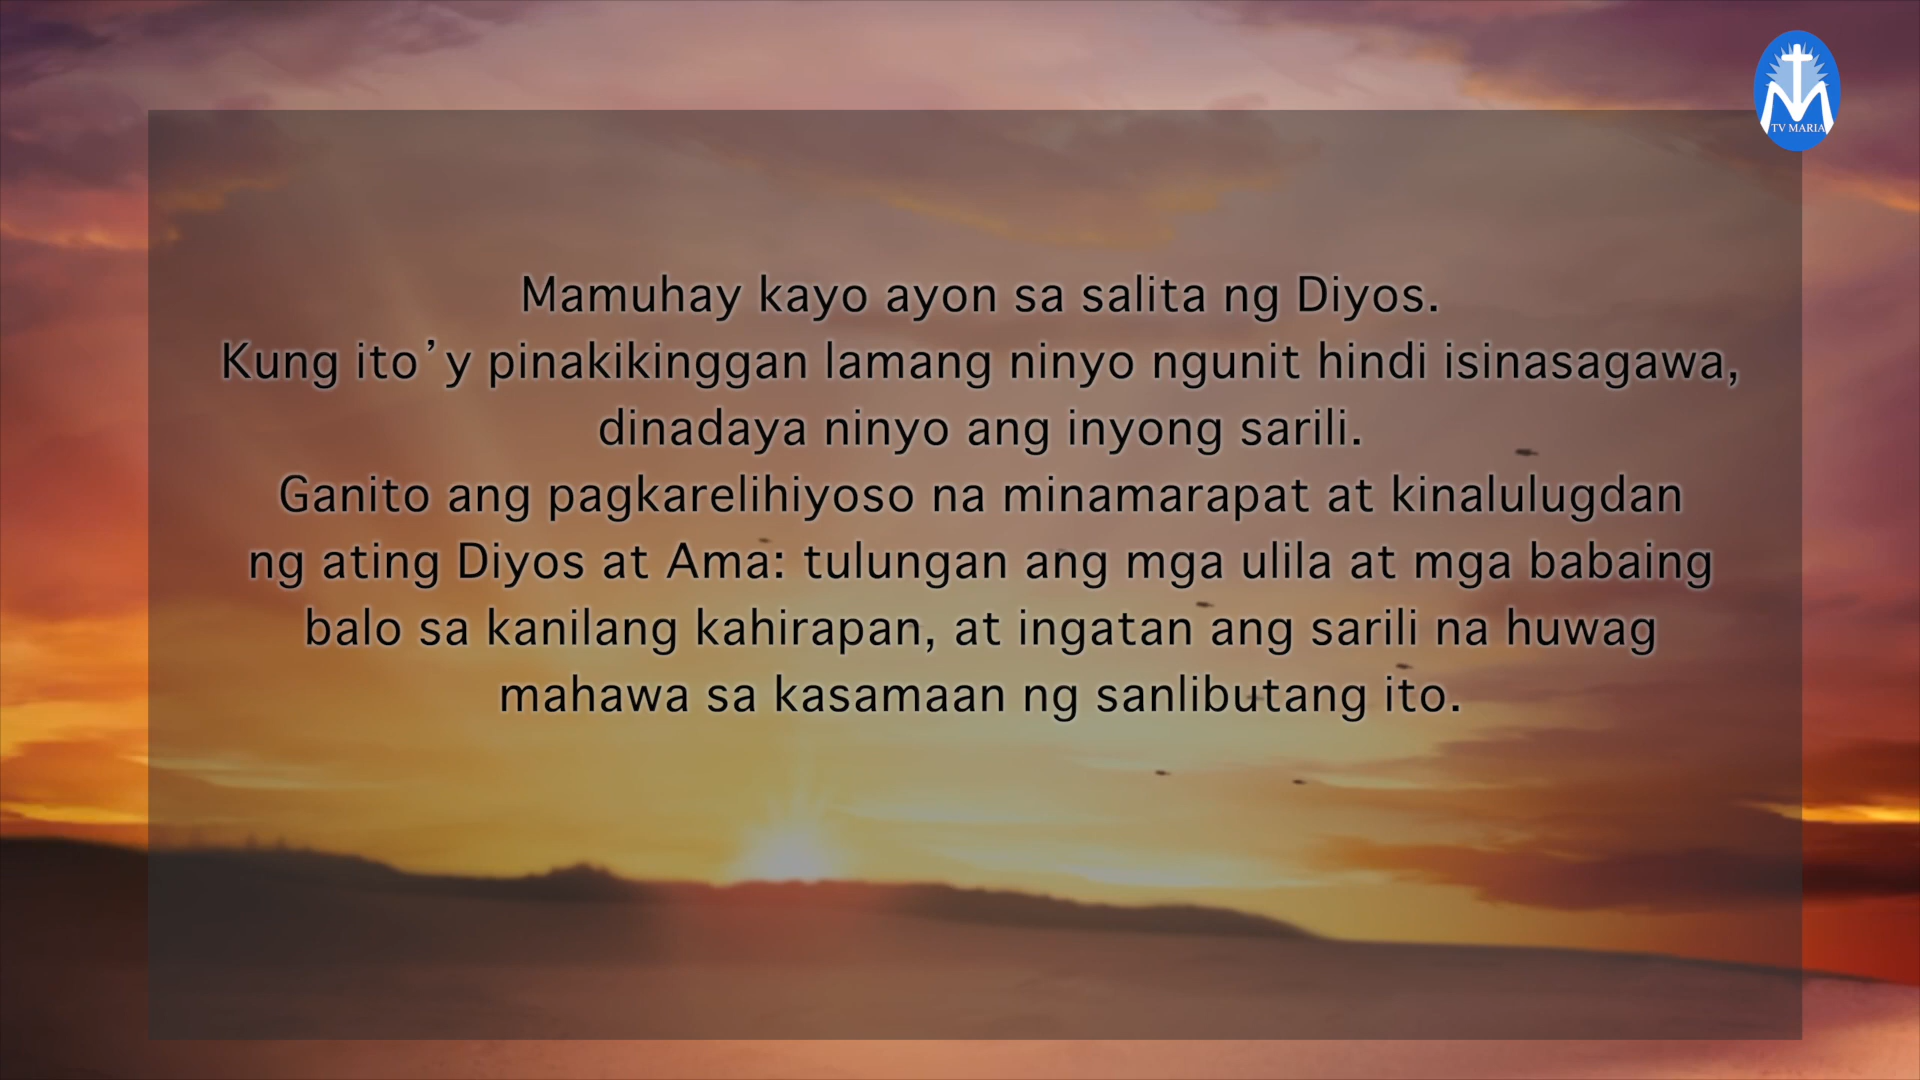 TV MARIA
Mamuhay kayo ayon sa salita ng Diyos.
Kung ito’y pinakikinggan lamang ninyo ngunit hindi isinasagawa,
dinadaya ninyo ang inyong sarili.
Ganito ang pagkarelihiyoso na minamarapat at kinalulugdan
ng ating Diyos at Ama: tulungan ang mga ulila at mga babaing
balo sa kanilang kahirapan, at ingatan ang sarili na huwag
mahawa sa kasamaan ng sanlibutang ito.